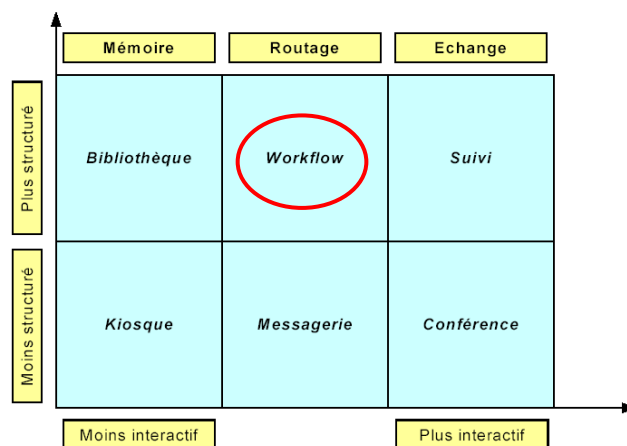 Mémoire
Routage
Echange
Plus structuré
Bibliothèque
Workflow
Suivi
Moins structuré
Kiosque
Messagerie
Conférence
Moins interactif
Plus interactif